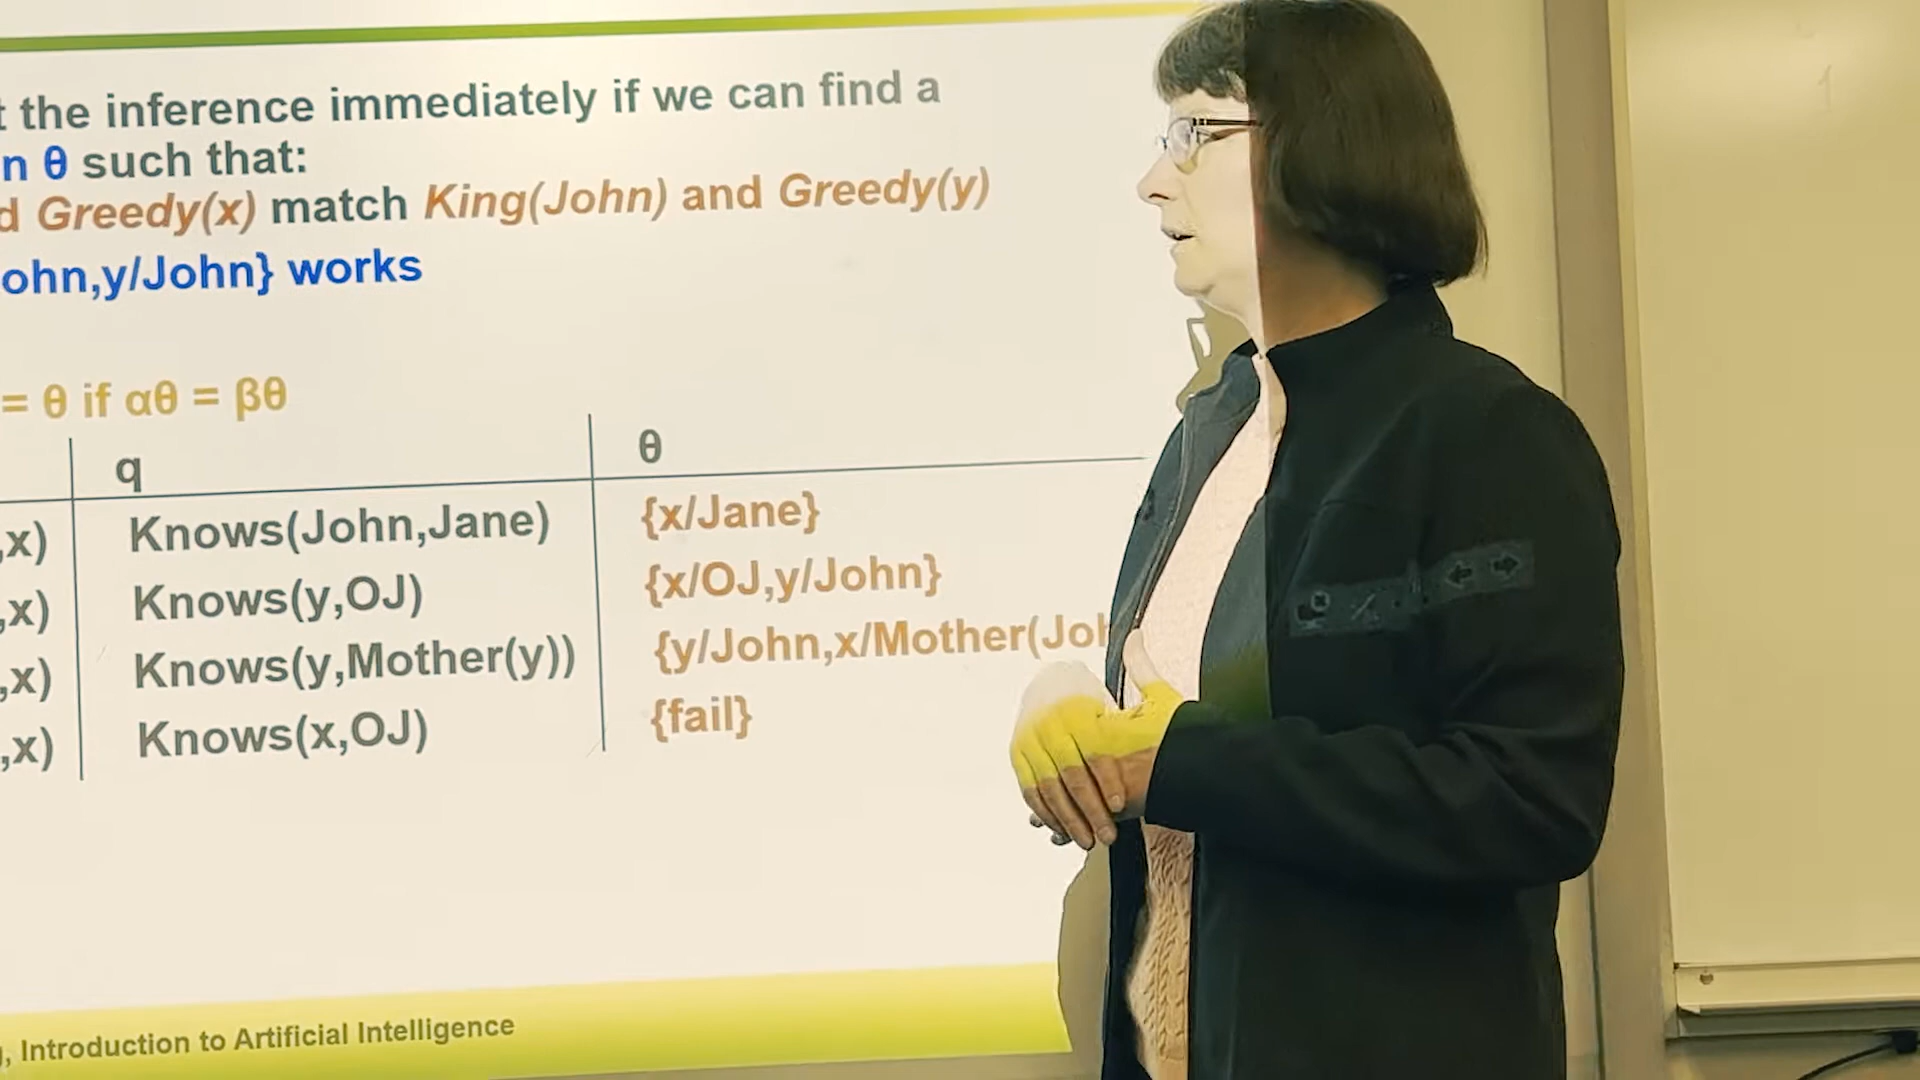 the inference immediately if we can find a
n θ such that:
d Greedy(x) match King(John) and Greedy(y)
ohn,y/John} works
= θ if αθ = βθ
q θ
,x) Knows(John,Jane) {x/Jane}
,x) Knows(y,OJ) {x/OJ,y/John}
,x) Knows(y,Mother(y)) {y/John,x/Mother(Joh
,x) Knows(x,OJ) {fail}
, Introduction to Artificial Intelligence